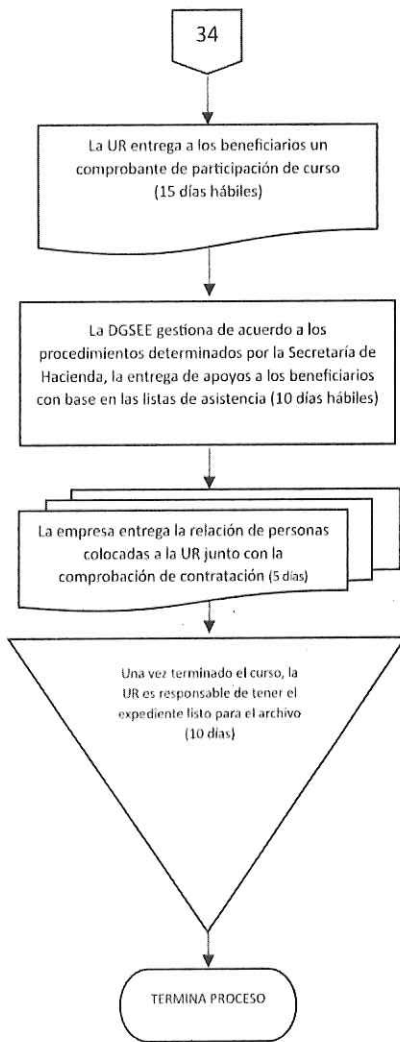 34
La UR entrega a los beneficiarios un
comprobante de participación de curso
(15 días hábiles)
La DGSEE gestiona de acuerdo a los
procedimientos determinados por la Secretaría de
Hacienda, la entrega de apoyos a los beneficiarios
con base en las listas de asistencia (10 días hábiles)
La empresa entrega la relación de personas
colocadas a la UR junto con la
comprobación de contratación (5 días)
Una vez terminado el curso, la
UR es responsable de tener el
expediente listo para el archivo
(10 días)
TERMINA PROCESO